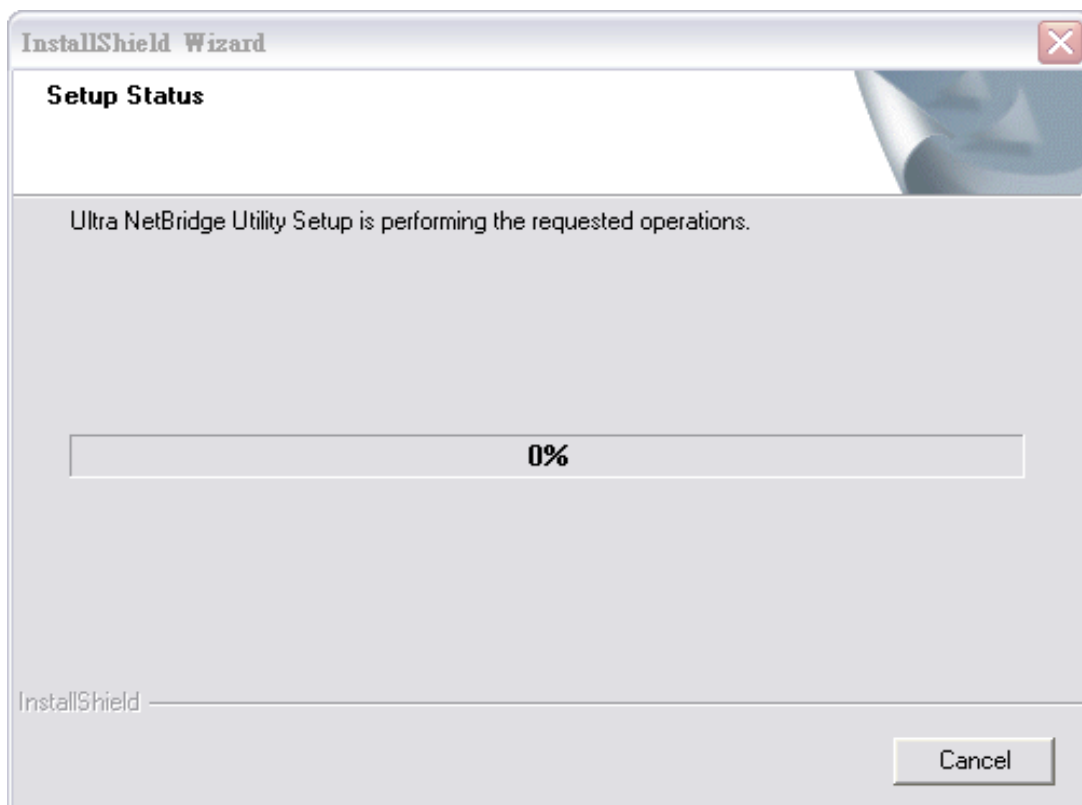 InstallShield Wizard
Setup Status
Ultra NetBridge Utility Setup is performing the requested operations.
0%
InstallShield
Cancel